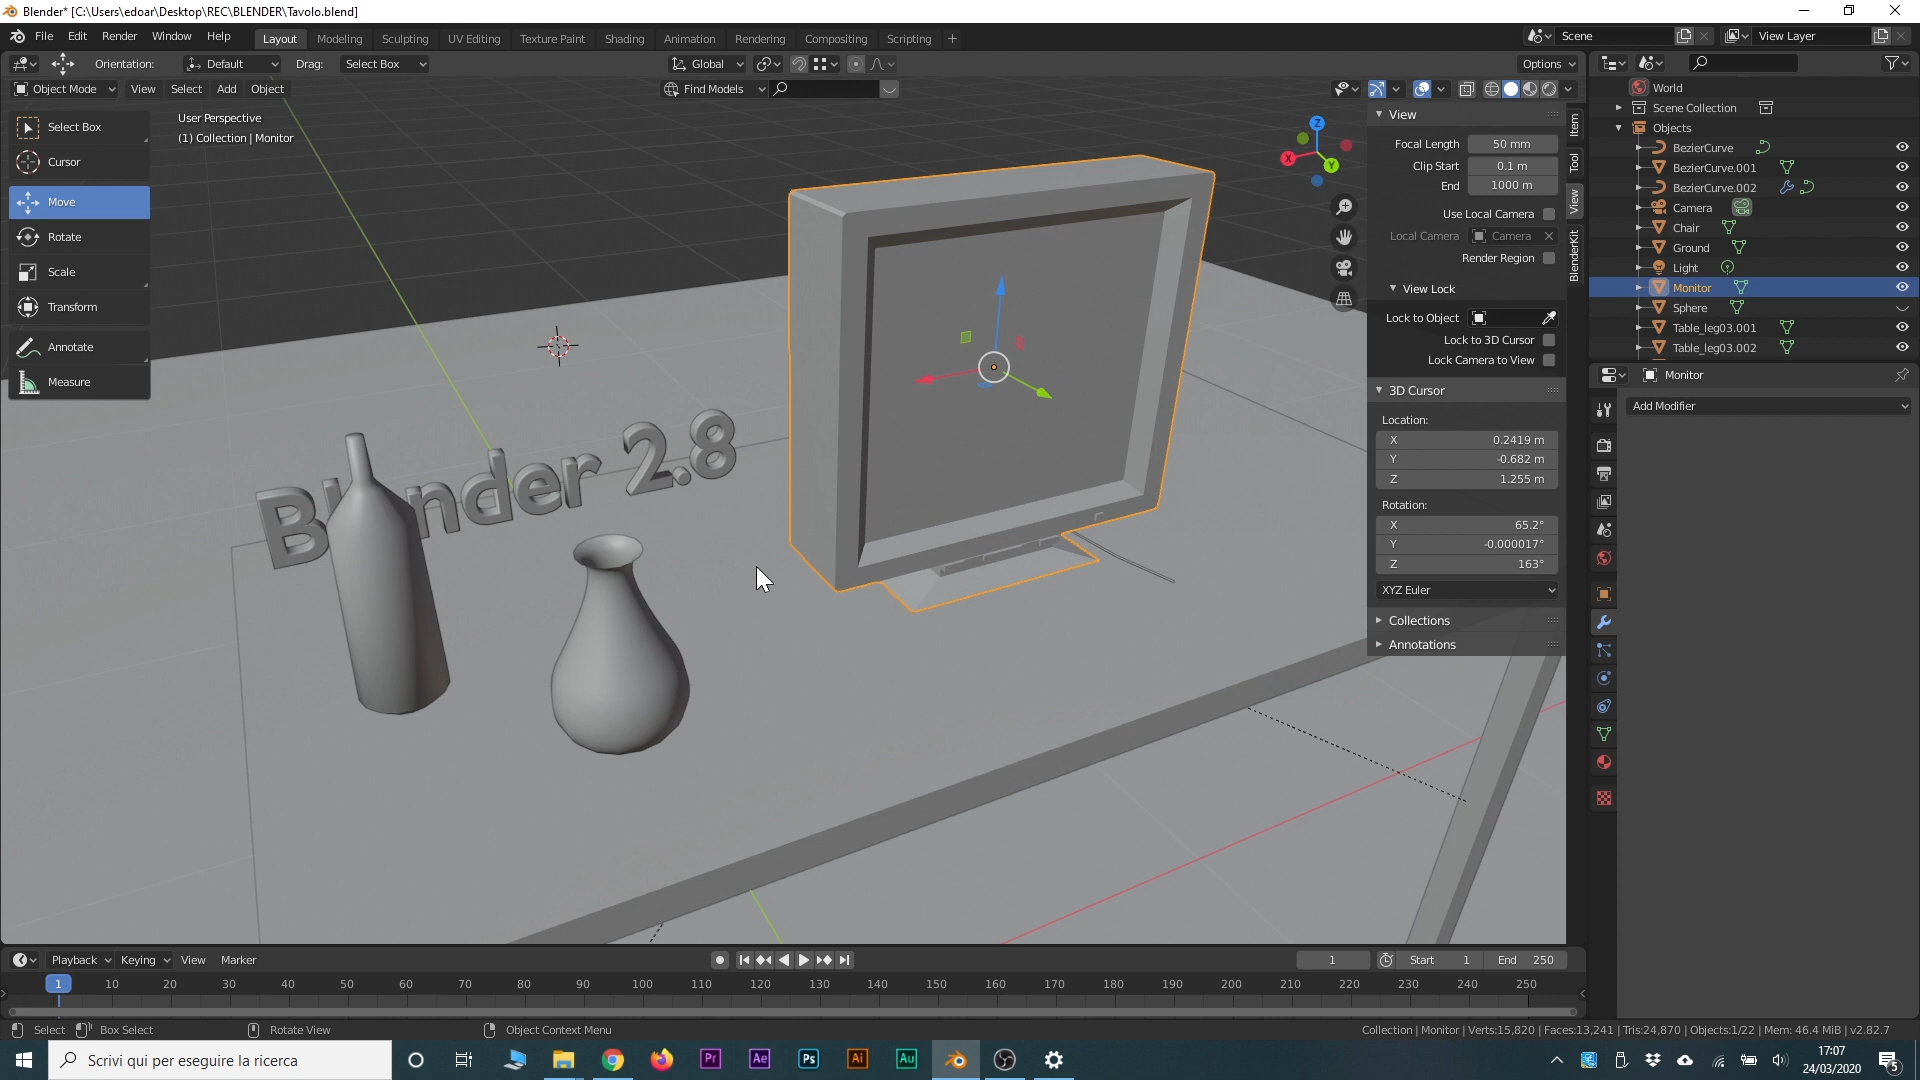 Blender* [C:\Users\edoar\Desktop\REC\BLENDER\Tavolo.blend]
File Edit Render Window Help Layout Modeling Sculpting UV Editing Texture Paint Shading Animation Rendering Compositing Scripting + Scene View Layer
Orientation: Default Drag: Select Box Global Options
Object Mode View Select Add Object Find Models
User Perspective
(1) Collection | Monitor
Select Box
Cursor
Move
Rotate
Scale
Transform
Annotate
Measure
Blender 2.8
Z
X
Y
View
Focal Length 50 mm
Clip Start 0.1 m
End 1000 m
Use Local Camera
Local Camera Camera
Render Region
View Lock
Lock to Object
Lock to 3D Cursor
Lock Camera to View
3D Cursor
Location:
X 0.2419 m
Y -0.682 m
Z 1.255 m
Rotation:
X 65.2°
Y -0.000017°
Z 163°
XYZ Euler
Collections
Annotations
Item
Tool
View
BlenderKit
World
Scene Collection
Objects
BezierCurve
BezierCurve.001
BezierCurve.002
Camera
Chair
Ground
Light
Monitor
Sphere
Table_leg03.001
Table_leg03.002
Monitor
Add Modifier
Playback Keying View Marker 1 Start 1 End 250
1 10 20 30 40 50 60 70 80 90 100 110 120 130 140 150 160 170 180 190 200 210 220 230 240 250
Select Box Select Rotate View Object Context Menu Collection | Monitor | Verts:15,820 | Faces:13,241 | Tris:24,870 | Objects:1/22 | Mem: 46.4 MiB | v2.82.7
Scrivi qui per eseguire la ricerca Pr Ae Ps Ai Au
17:07
24/03/2020
5